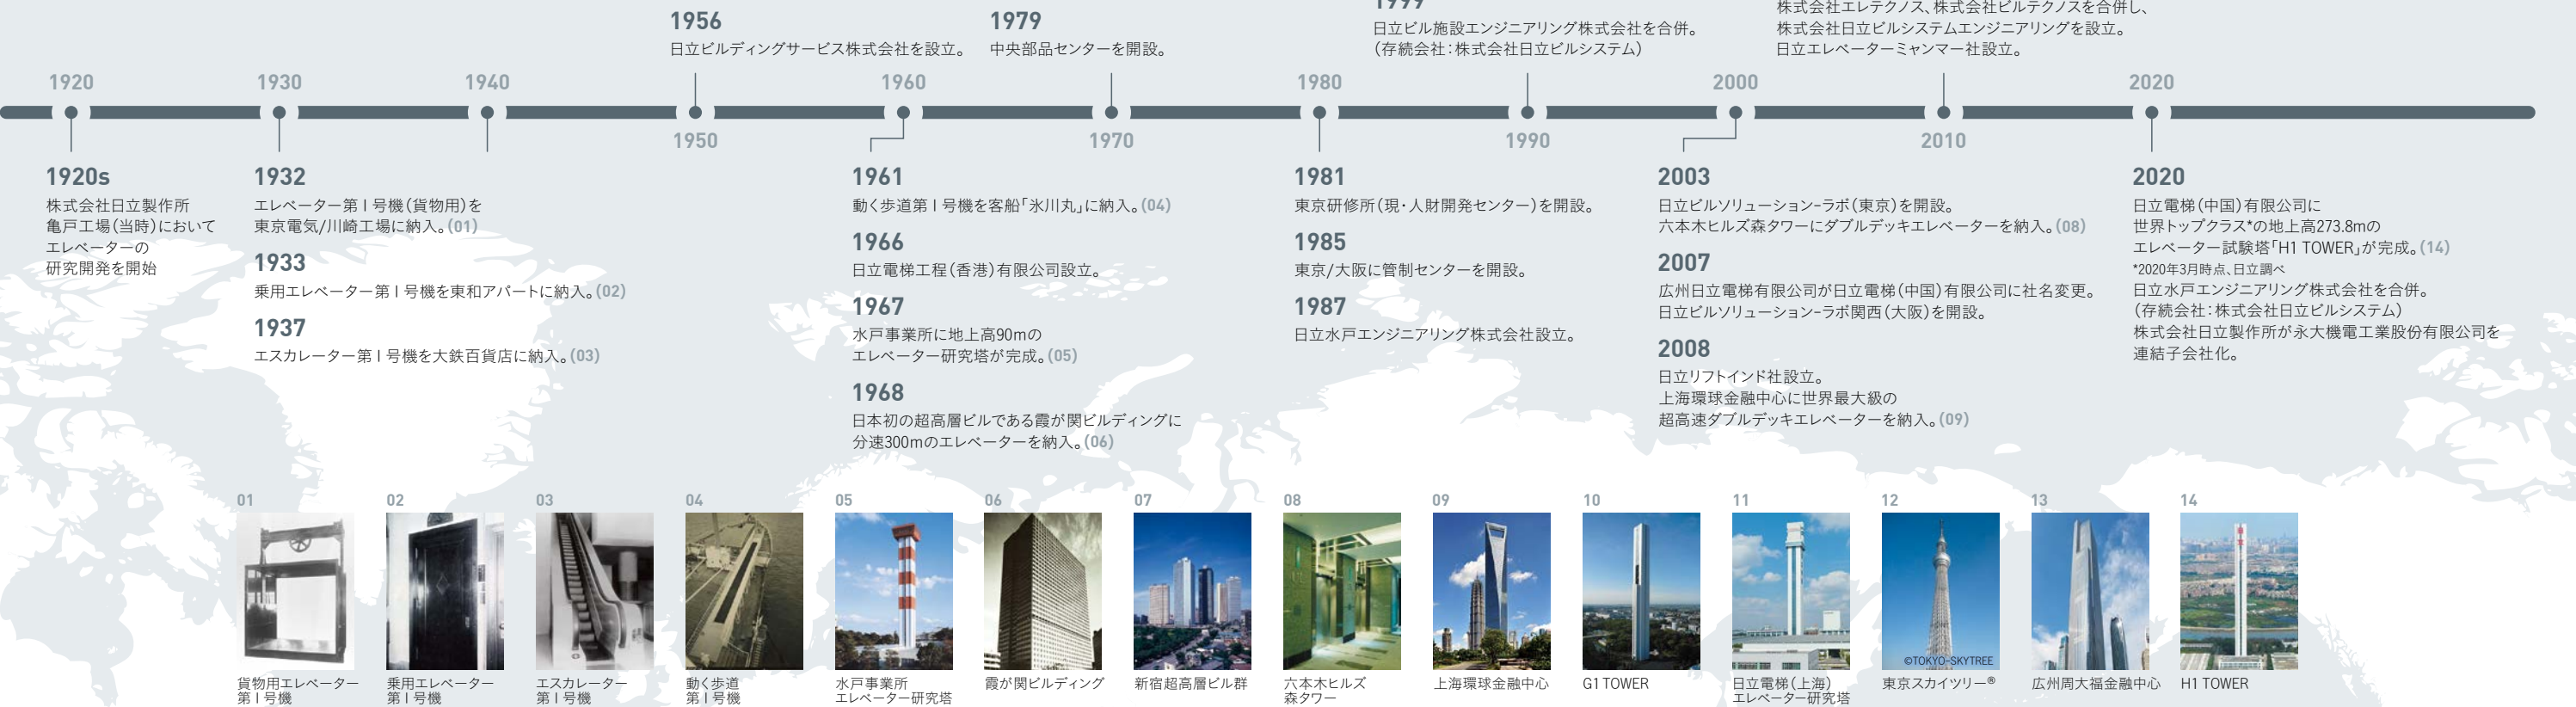 1956
日立ビルディングサービス株式会社を設立。
1979
中央部品センターを開設。
1999
日立ビル施設エンジニアリング株式会社を合併。
（存続会社：株式会社日立ビルシステム）
株式会社エレテクノス、株式会社ビルテクノスを合併し、
株式会社日立ビルシステムエンジニアリングを設立。
日立エレベーターミャンマー社設立。
1920
1930
1940
1960
1980
2000
2020
1950
1970
1990
2010
1920s
株式会社日立製作所
亀戸工場（当時）において
エレベーターの
研究開発を開始
1932
エレベーター第1号機（貨物用）を
東京電気/川崎工場に納入。(01)
1933
乗用エレベーター第1号機を東和アパートに納入。(02)
1937
エスカレーター第1号機を大鉄百貨店に納入。(03)
1961
動く歩道第1号機を客船「氷川丸」に納入。(04)
1966
日立電梯工程（香港）有限公司設立。
1967
水戸事業所に地上高90mの
エレベーター研究塔が完成。(05)
1968
日本初の超高層ビルである霞が関ビルディングに
分速300mのエレベーターを納入。(06)
1981
東京研修所（現・人財開発センター）を開設。
1985
東京/大阪に管制センターを開設。
1987
日立水戸エンジニアリング株式会社設立。
2003
日立ビルソリューション-ラボ（東京）を開設。
六本木ヒルズ森タワーにダブルデッキエレベーターを納入。(08)
2007
広州日立電梯有限公司が日立電梯（中国）有限公司に社名変更。
日立ビルソリューション-ラボ関西（大阪）を開設。
2008
日立リフトインド社設立。
上海環球金融中心に世界最大級の
超高速ダブルデッキエレベーターを納入。(09)
2020
日立電梯（中国）有限公司に
世界トップクラス*の地上高273.8mの
エレベーター試験塔「H1 TOWER」が完成。(14)
*2020年3月時点、日立調べ
日立水戸エンジニアリング株式会社を合併。
（存続会社：株式会社日立ビルシステム）
株式会社日立製作所が永大機電工業股份有限公司を
連結子会社化。
01
02
03
04
05
06
07
08
09
10
11
12
13
14
©TOKYO-SKYTREE
貨物用エレベーター
第1号機
乗用エレベーター
第1号機
エスカレーター
第1号機
動く歩道
第1号機
水戸事業所
エレベーター研究塔
霞が関ビルディング
新宿超高層ビル群
六本木ヒルズ
森タワー
上海環球金融中心
G1 TOWER
日立電梯（上海）
エレベーター研究塔
東京スカイツリー®
広州周大福金融中心
H1 TOWER